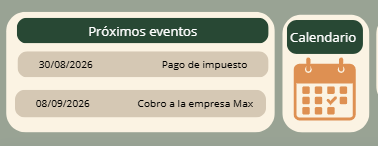 Próximos eventos
30/08/2026 Pago de impuesto
08/09/2026 Cobro a la empresa Max
Calendario